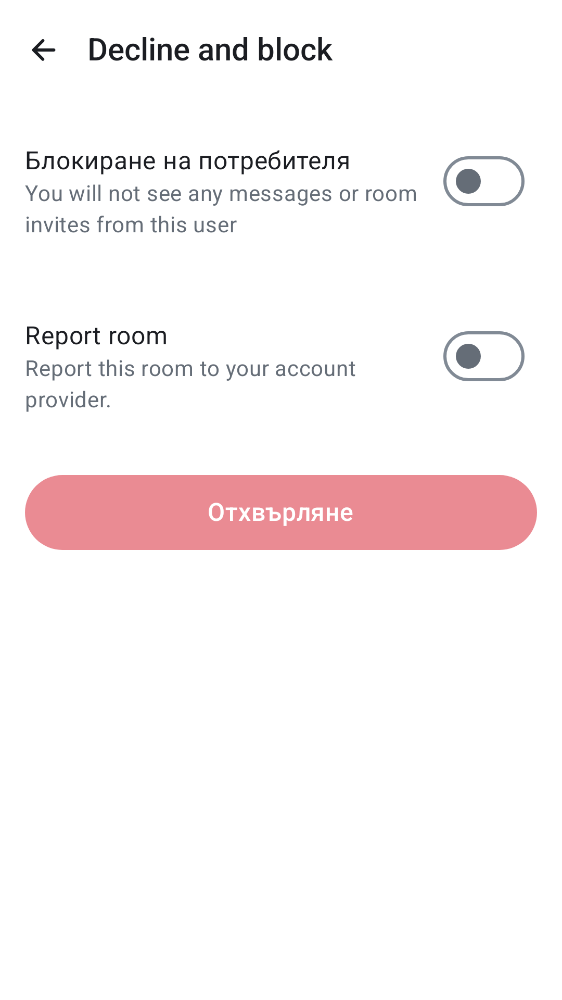 Decline and block
Блокиране на потребителя
You will not see any messages or room
invites from this user
Report room
Report this room to your account
provider.
Отхвърляне